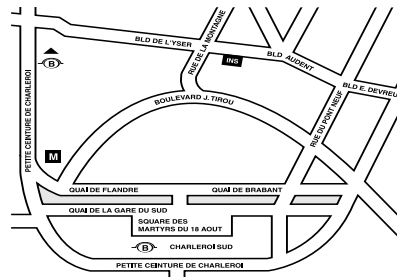 BLD DE L'YSER
RUE DE LA MONTAGNE
INS
BLD AUDENT
BLD E. DEVREU
B
PETITE CEINTURE DE CHARLEROI
BOULEVARD J. TIROU
RUE DU PONT NEUF
M
QUAI DE FLANDRE
QUAI DE BRABANT
QUAI DE LA GARE DU SUD
SQUARE DES
MARTYRS DU 18 AOUT
B CHARLEROI SUD
PETITE CEINTURE DE CHARLEROI